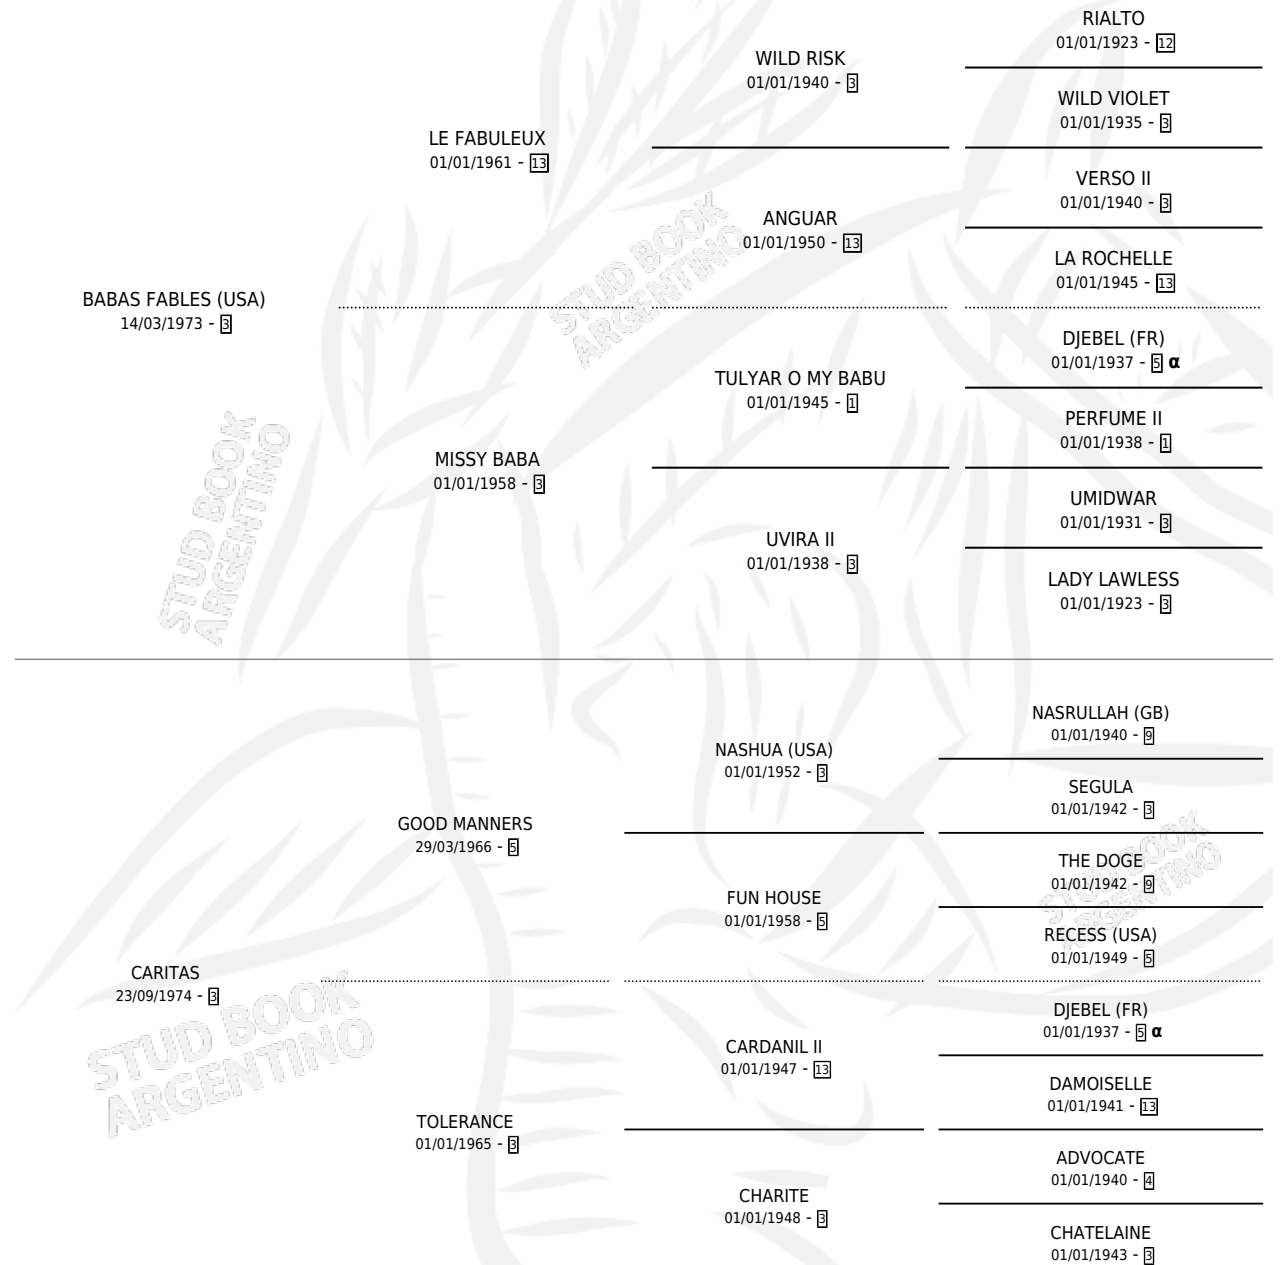 RIALTO
01/01/1923 - 12
WILD RISK
01/01/1940 - 3
WILD VIOLET
01/01/1935 - 3
LE FABULEUX
01/01/1961 - 13
VERSO II
01/01/1940 - 3
ANGUAR
01/01/1950 - 13
LA ROCHELLE
01/01/1945 - 13
BABAS FABLES (USA)
14/03/1973 - 3
DJEBEL (FR)
01/01/1937 - 5 α
TULYAR O MY BABU
01/01/1945 - 1
PERFUME II
01/01/1938 - 1
MISSY BABA
01/01/1958 - 3
UMIDWAR
01/01/1931 - 3
UVIRA II
01/01/1938 - 3
LADY LAWLESS
01/01/1923 - 3
NASRULLAH (GB)
01/01/1940 - 9
NASHUA (USA)
01/01/1952 - 3
SEGULA
01/01/1942 - 3
GOOD MANNERS
29/03/1966 - 5
THE DOGE
01/01/1942 - 9
FUN HOUSE
01/01/1958 - 5
RECESS (USA)
01/01/1949 - 5
CARITAS
23/09/1974 - 3
DJEBEL (FR)
01/01/1937 - 5 α
CARDANIL II
01/01/1947 - 13
DAMOISELLE
01/01/1941 - 13
TOLERANCE
01/01/1965 - 3
ADVOCATE
01/01/1940 - 4
CHARITE
01/01/1948 - 3
CHATELAINE
01/01/1943 - 3
STUD BOOK
ARGENTINO
STUD BOOK
ARGENTINO
STUD BOOK
ARGENTINO
STUD BOOK
ARGENTINO